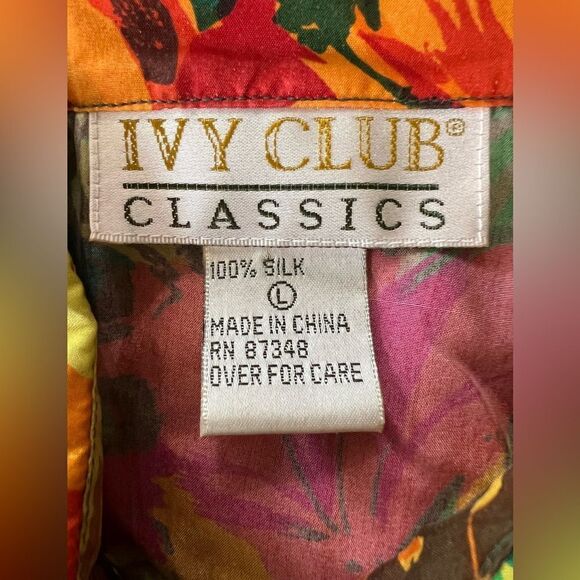 IVY CLUB®
CLASSICS
100% SILK
L
MADE IN CHINA
RN 87348
OVER FOR CARE